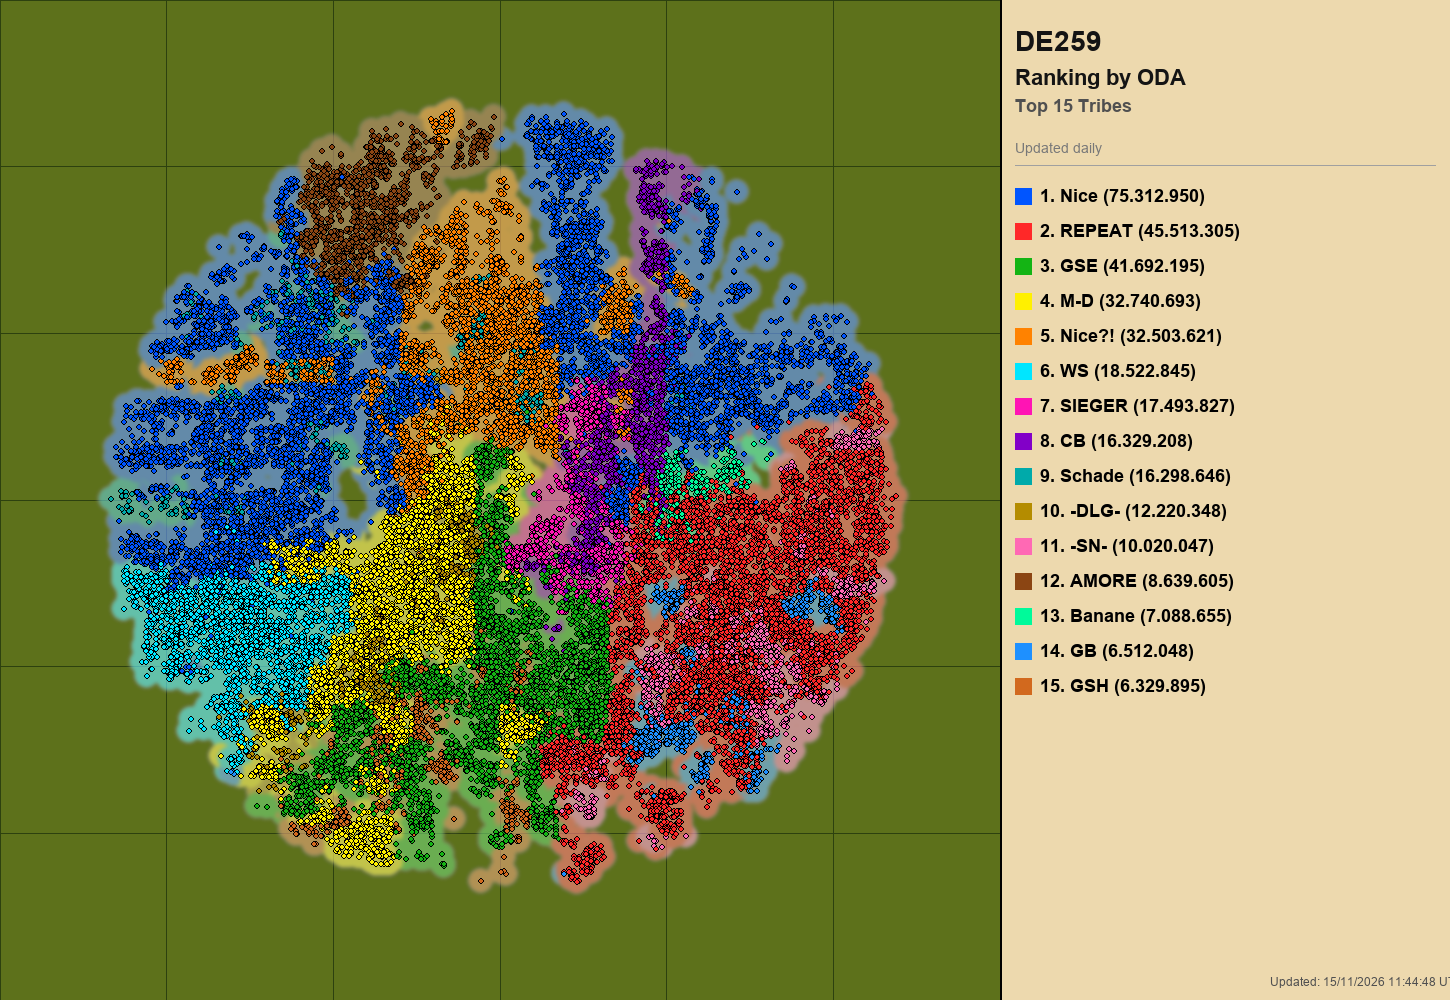 DE259
Ranking by ODA
Top 15 Tribes
Updated daily
1. Nice (75.312.950)
2. REPEAT (45.513.305)
3. GSE (41.692.195)
4. M-D (32.740.693)
5. Nice?! (32.503.621)
6. WS (18.522.845)
7. SIEGER (17.493.827)
8. CB (16.329.208)
9. Schade (16.298.646)
10. -DLG- (12.220.348)
11. -SN- (10.020.047)
12. AMORE (8.639.605)
13. Banane (7.088.655)
14. GB (6.512.048)
15. GSH (6.329.895)
Updated: 15/11/2026 11:44:48